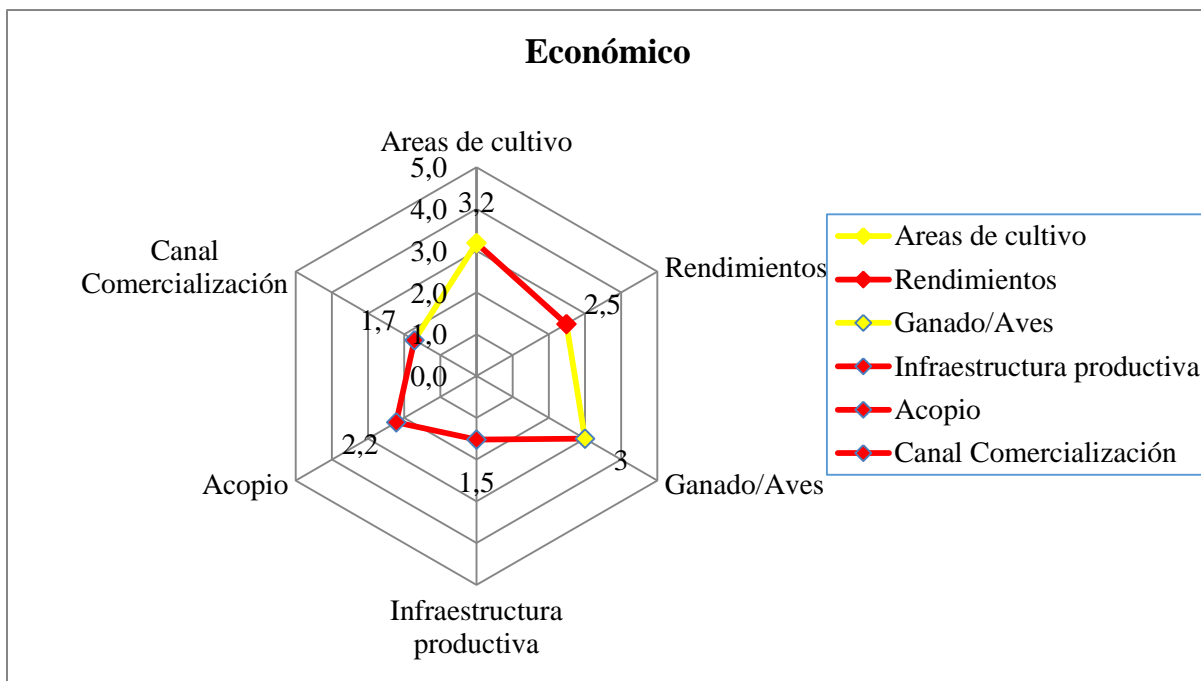 Económico
Areas de cultivo
5,0
4,0
3,0
2,0
1,0
0,0
3,2
Rendimientos
2,5
Ganado/Aves
3
Infraestructura
productiva
1,5
Acopio
2,2
Canal
Comercialización
1,7
Areas de cultivo
Rendimientos
Ganado/Aves
Infraestructura productiva
Acopio
Canal Comercialización